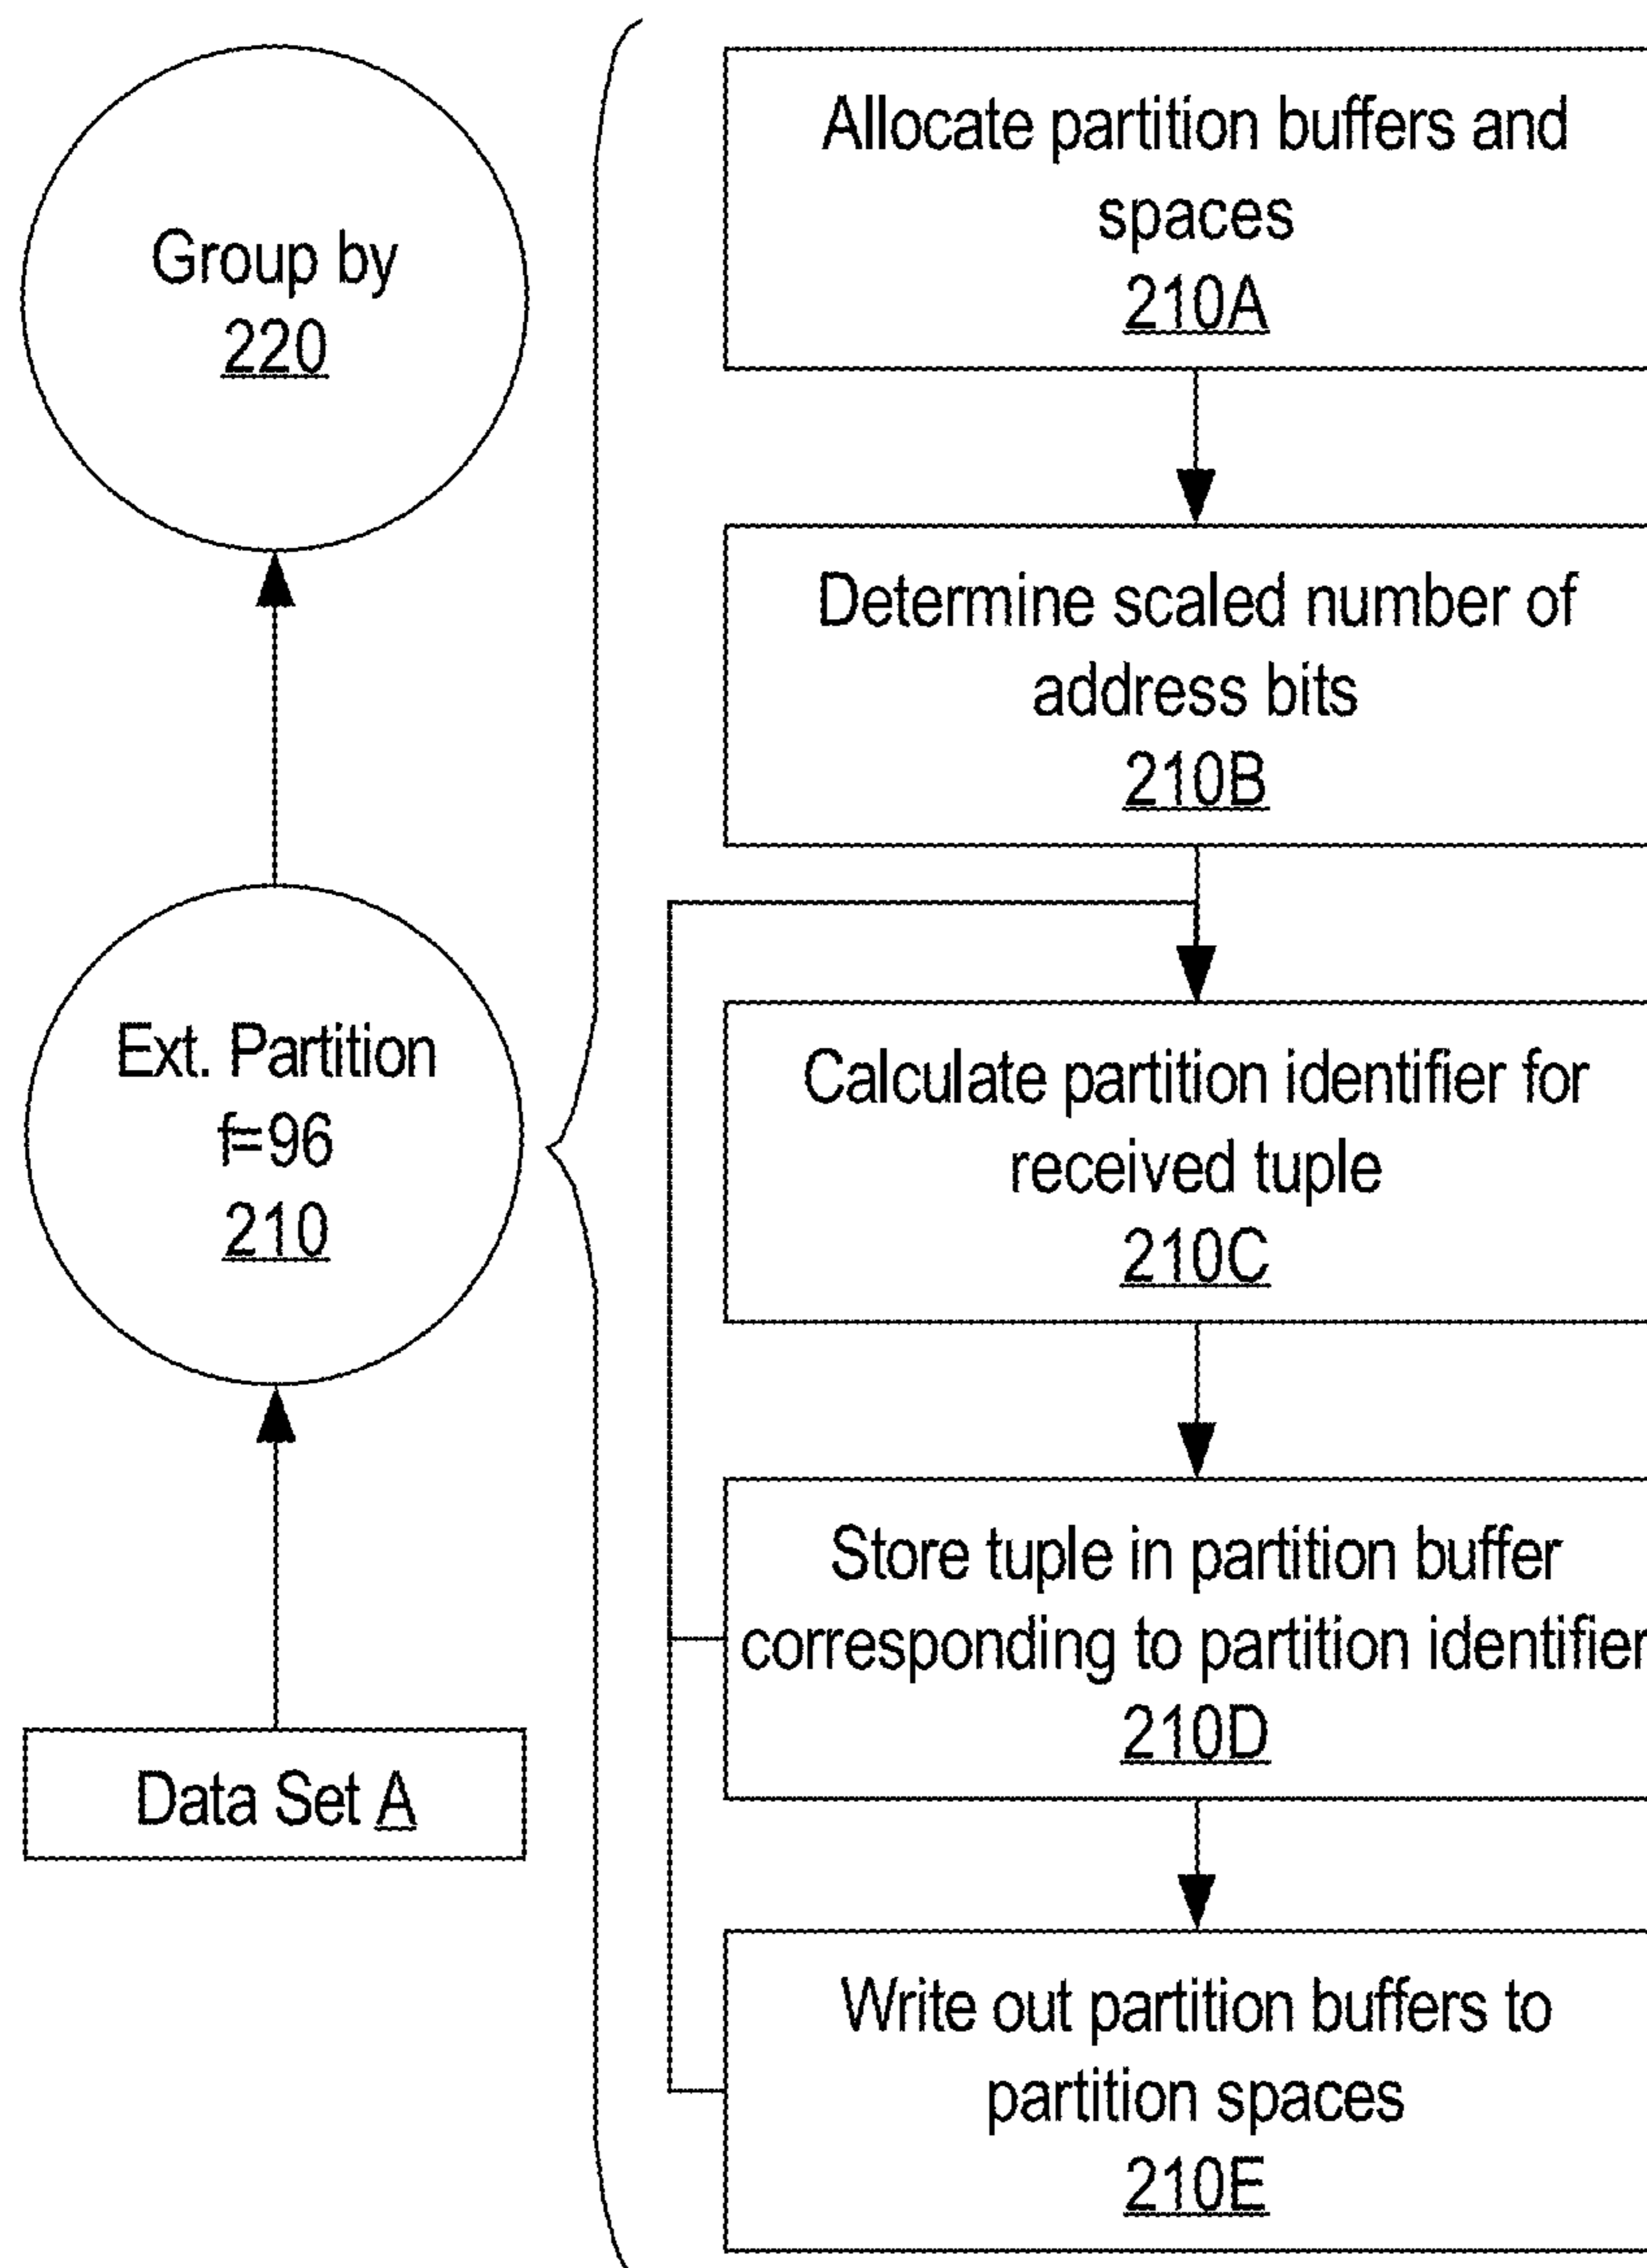 Group by
220
Ext. Partition
f=96
210
Data Set A
Allocate partition buffers and
spaces
210A
Determine scaled number of
address bits
210B
Calculate partition identifier for
received tuple
210C
Store tuple in partition buffer
corresponding to partition identifier
210D
Write out partition buffers to
partition spaces
210E